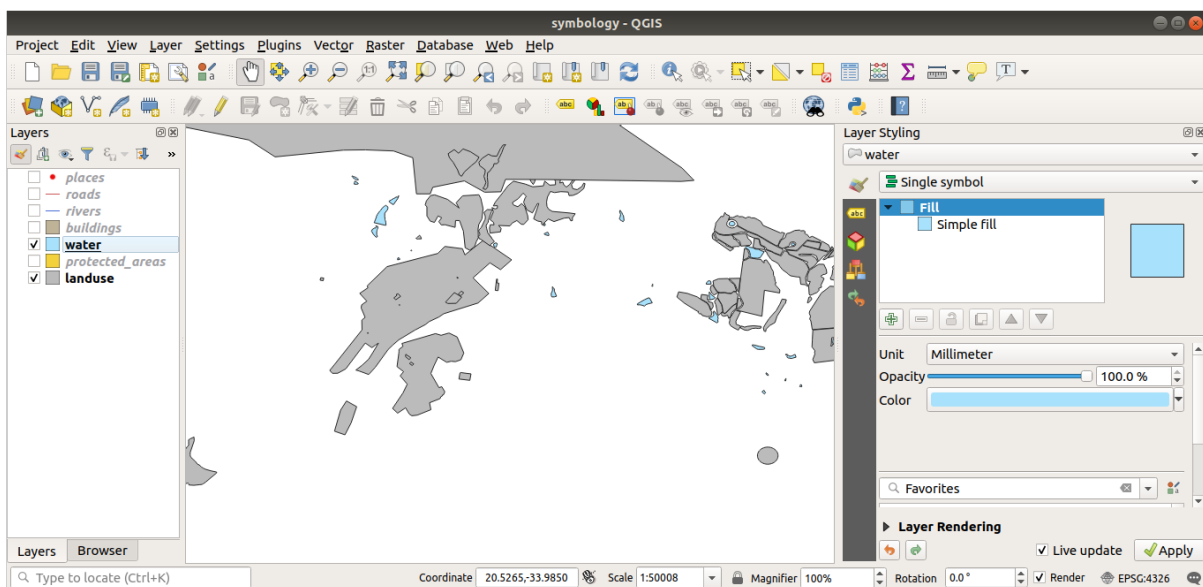 symbology - QGIS
Project Edit View Layer Settings Plugins Vector Raster Database Web Help
Layers
places
roads
rivers
buildings
water
protected_areas
landuse
Layers Browser
Layer Styling
water
Single symbol
Fill
Simple fill
Unit Millimeter
Opacity 100.0 %
Color
Favorites
Layer Rendering
Live update Apply
Type to locate (Ctrl+K) Coordinate 20.5265,-33.9850 Scale 1:50008 Magnifier 100% Rotation 0.0° Render EPSG:4326